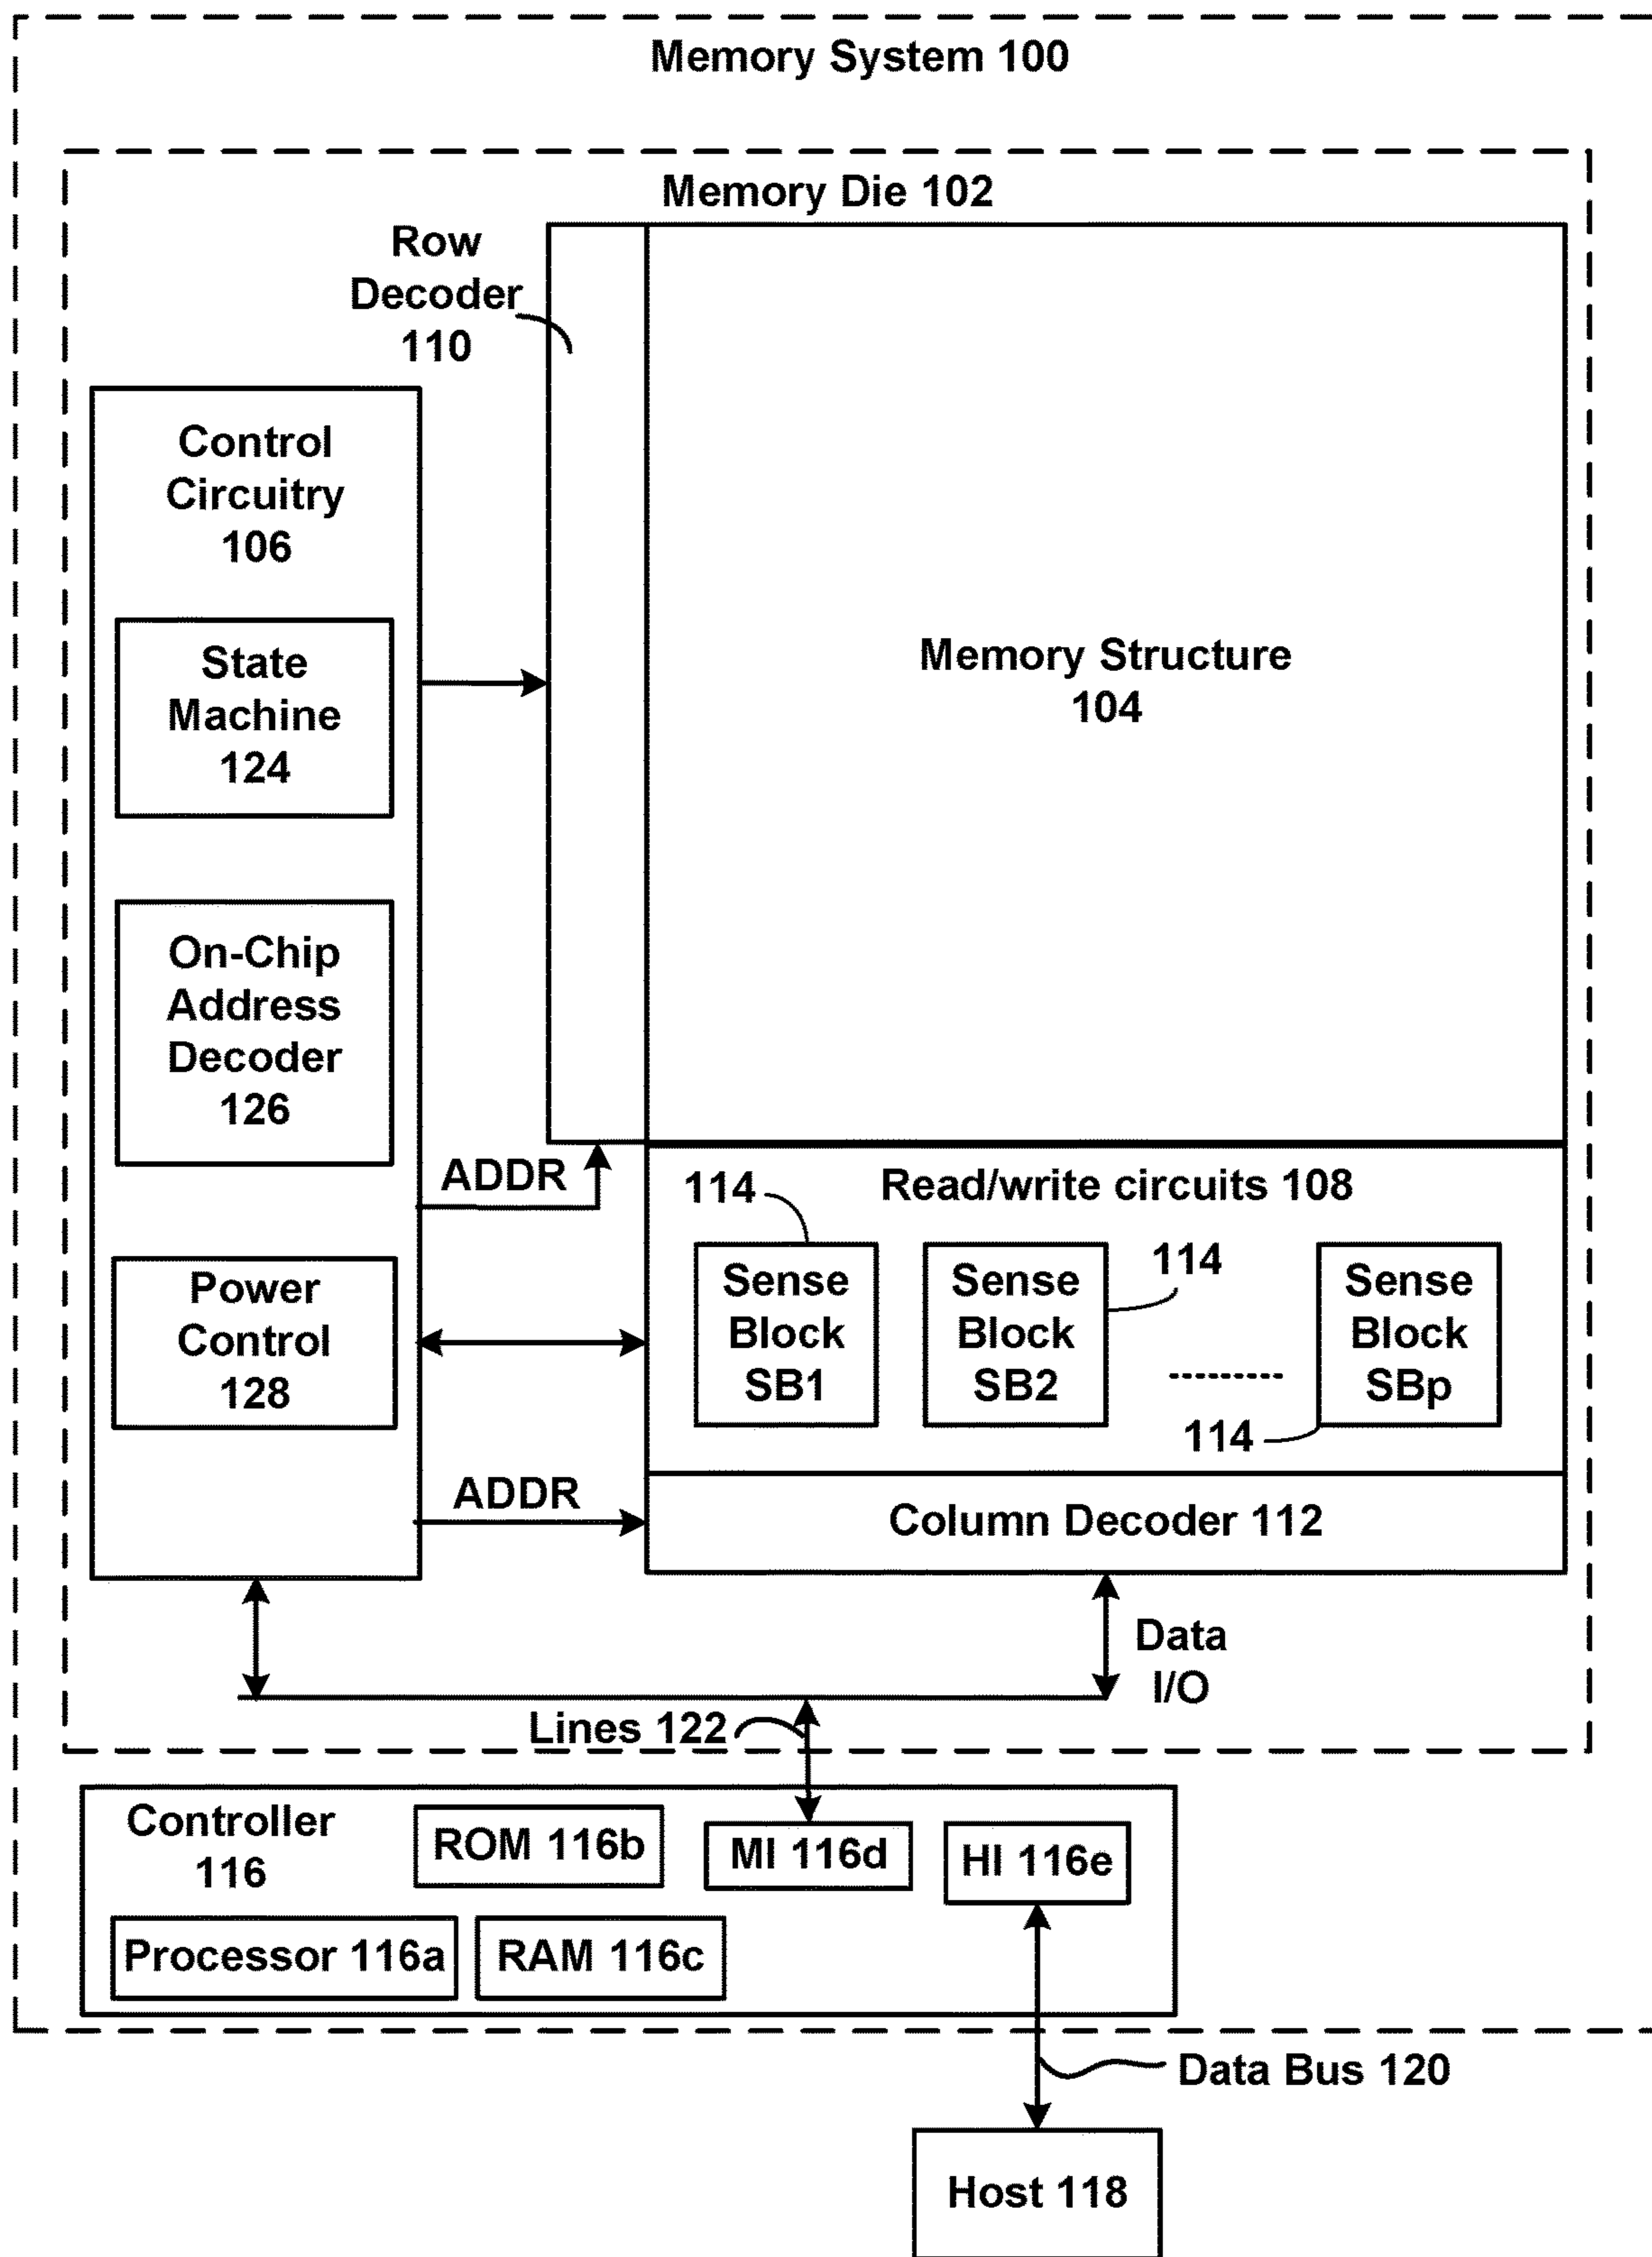 Memory System 100
Memory Die 102
Row
Decoder
110
Control
Circuitry
106
State
Machine
124
On-Chip
Address
Decoder
126
Power
Control
128
Memory Structure
104
ADDR
114
Read/write circuits 108
Sense
Block
SB1
Sense
Block
SB2
114
Sense
Block
SBp
114
ADDR
Column Decoder 112
Data
I/O
Lines 122
Controller
116
ROM 116b
MI 116d
HI 116e
Processor 116a
RAM 116c
Data Bus 120
Host 118